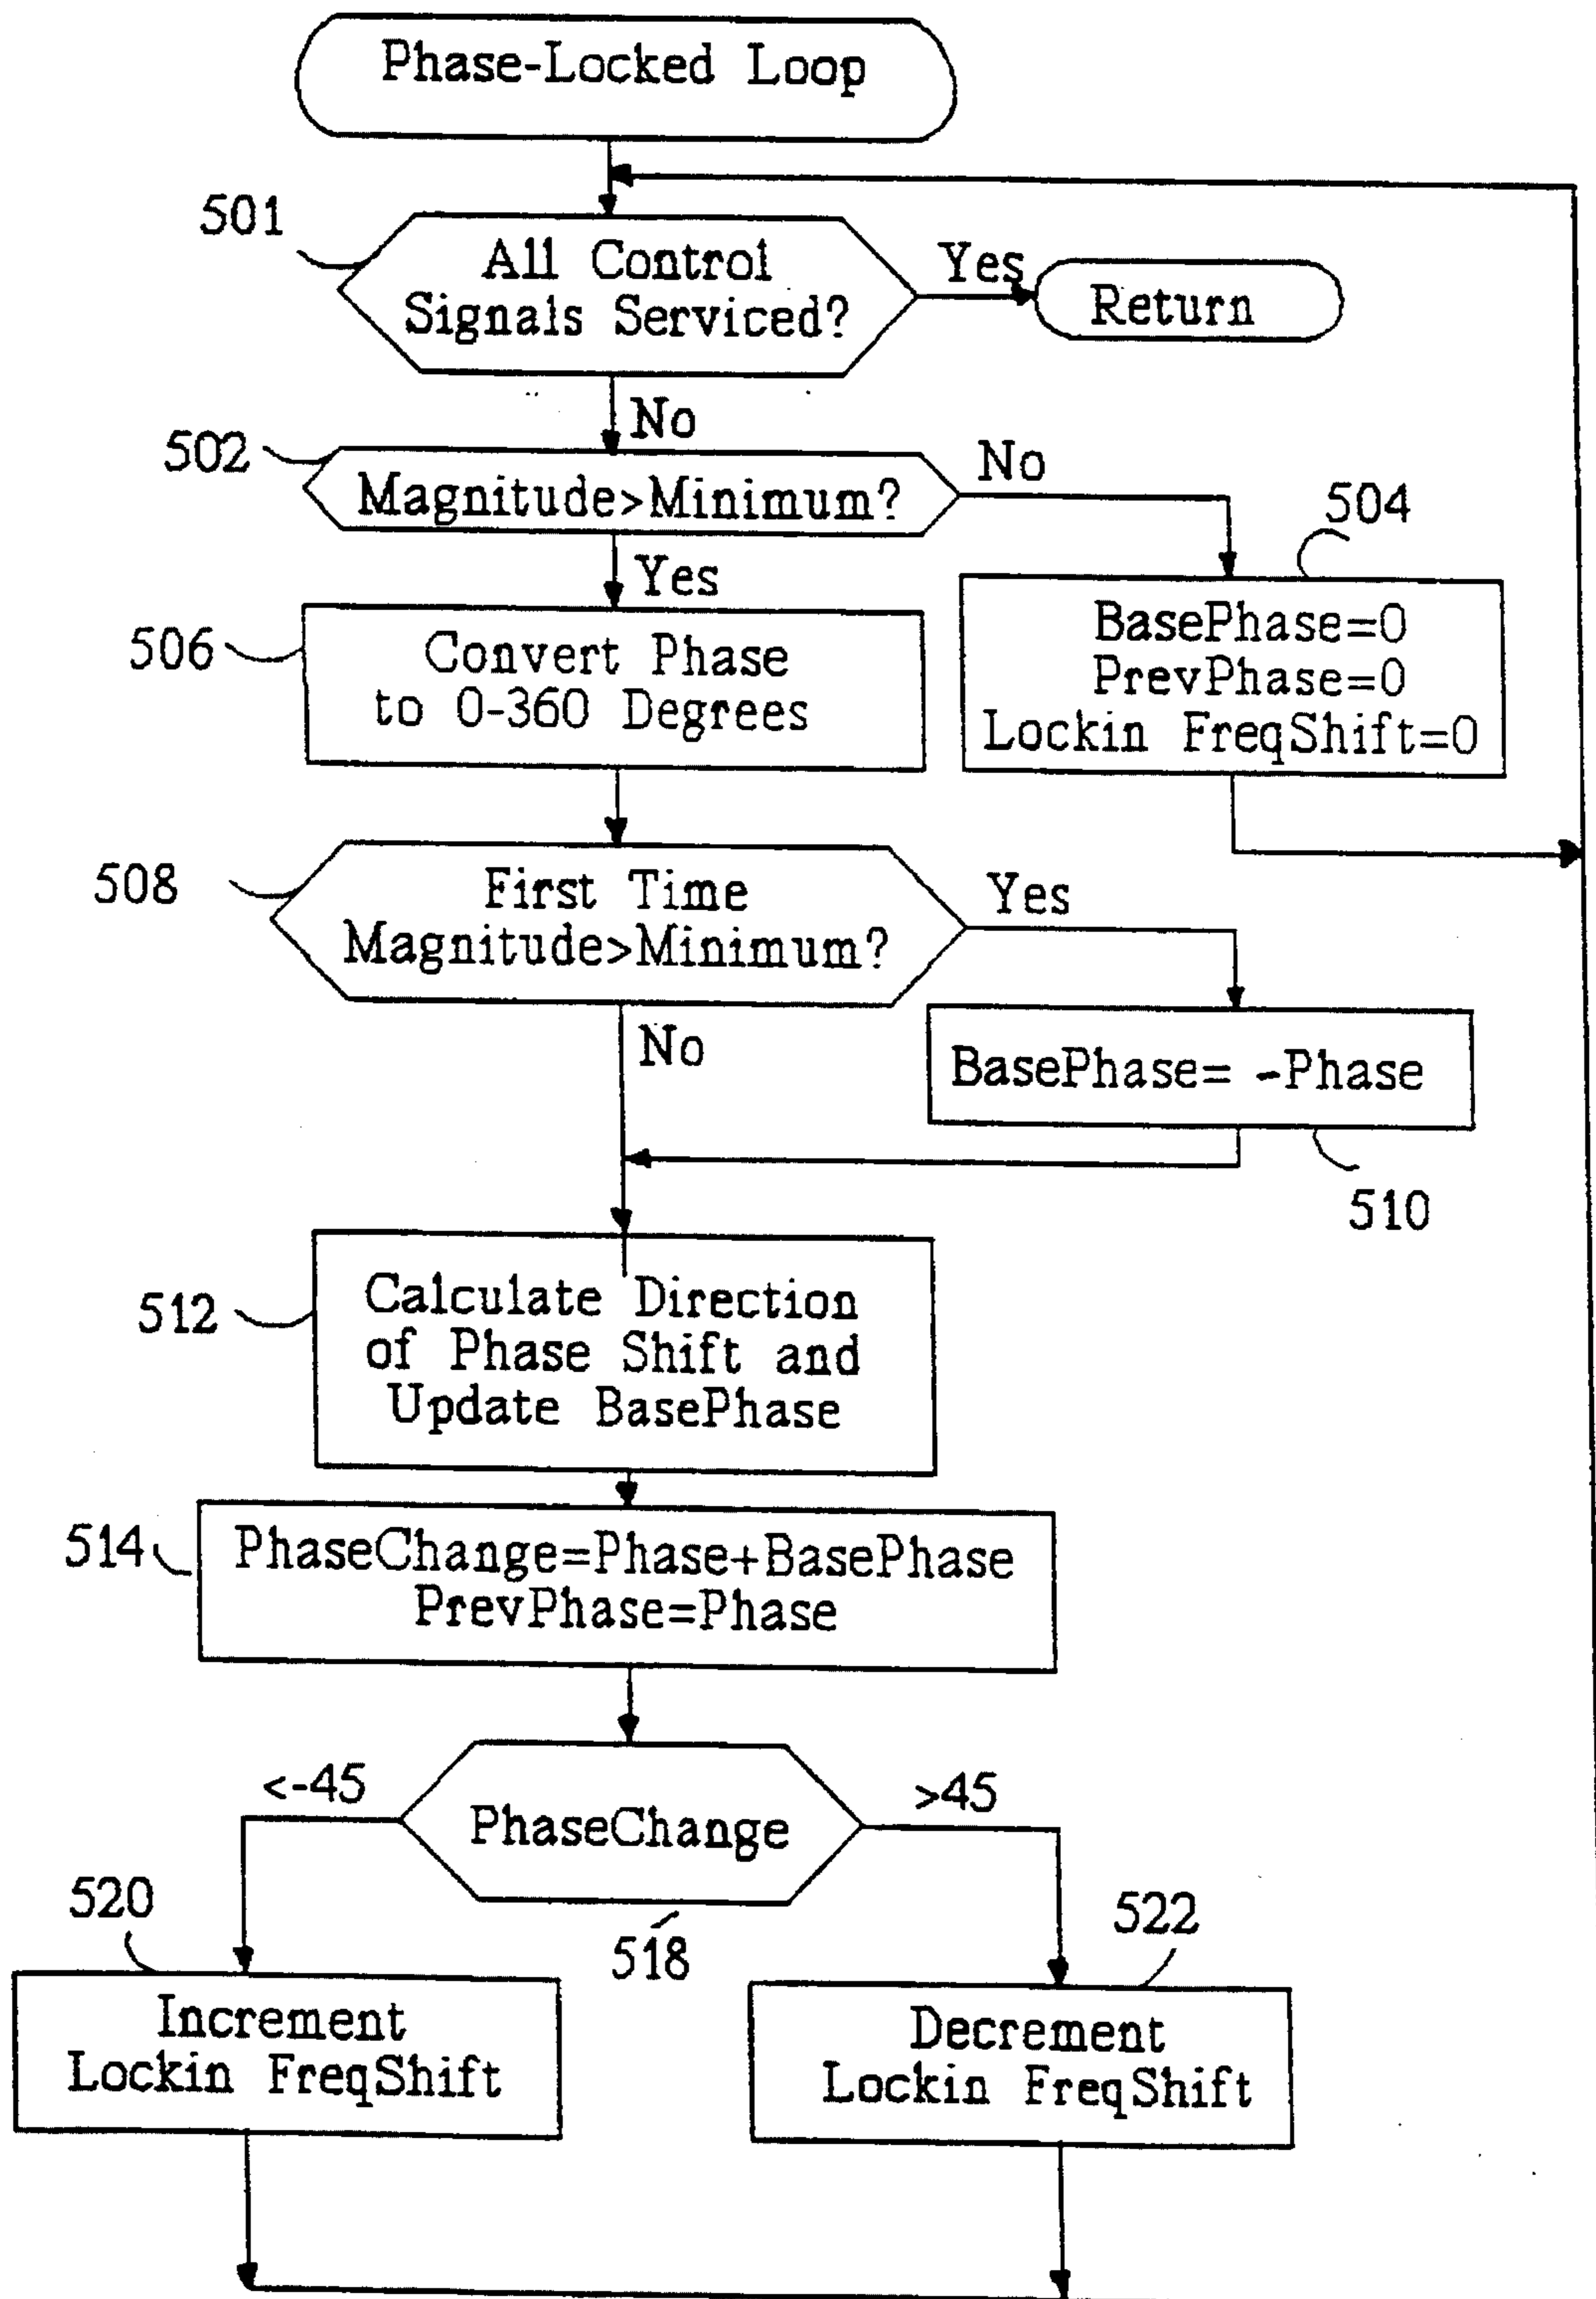 Phase-Locked Loop
501
All Control
Signals Serviced?
Yes
Return
No
502
Magnitude>Minimum?
No
504
Yes
BasePhase=0
PrevPhase=0
Lockin FreqShift=0
506
Convert Phase
to 0-360 Degrees
508
First Time
Magnitude>Minimum?
Yes
No
BasePhase= -Phase
510
512
Calculate Direction
of Phase Shift and
Update BasePhase
514
PhaseChange=Phase+BasePhase
PrevPhase=Phase
<-45
PhaseChange
>45
518
520
Increment
Lockin FreqShift
522
Decrement
Lockin FreqShift